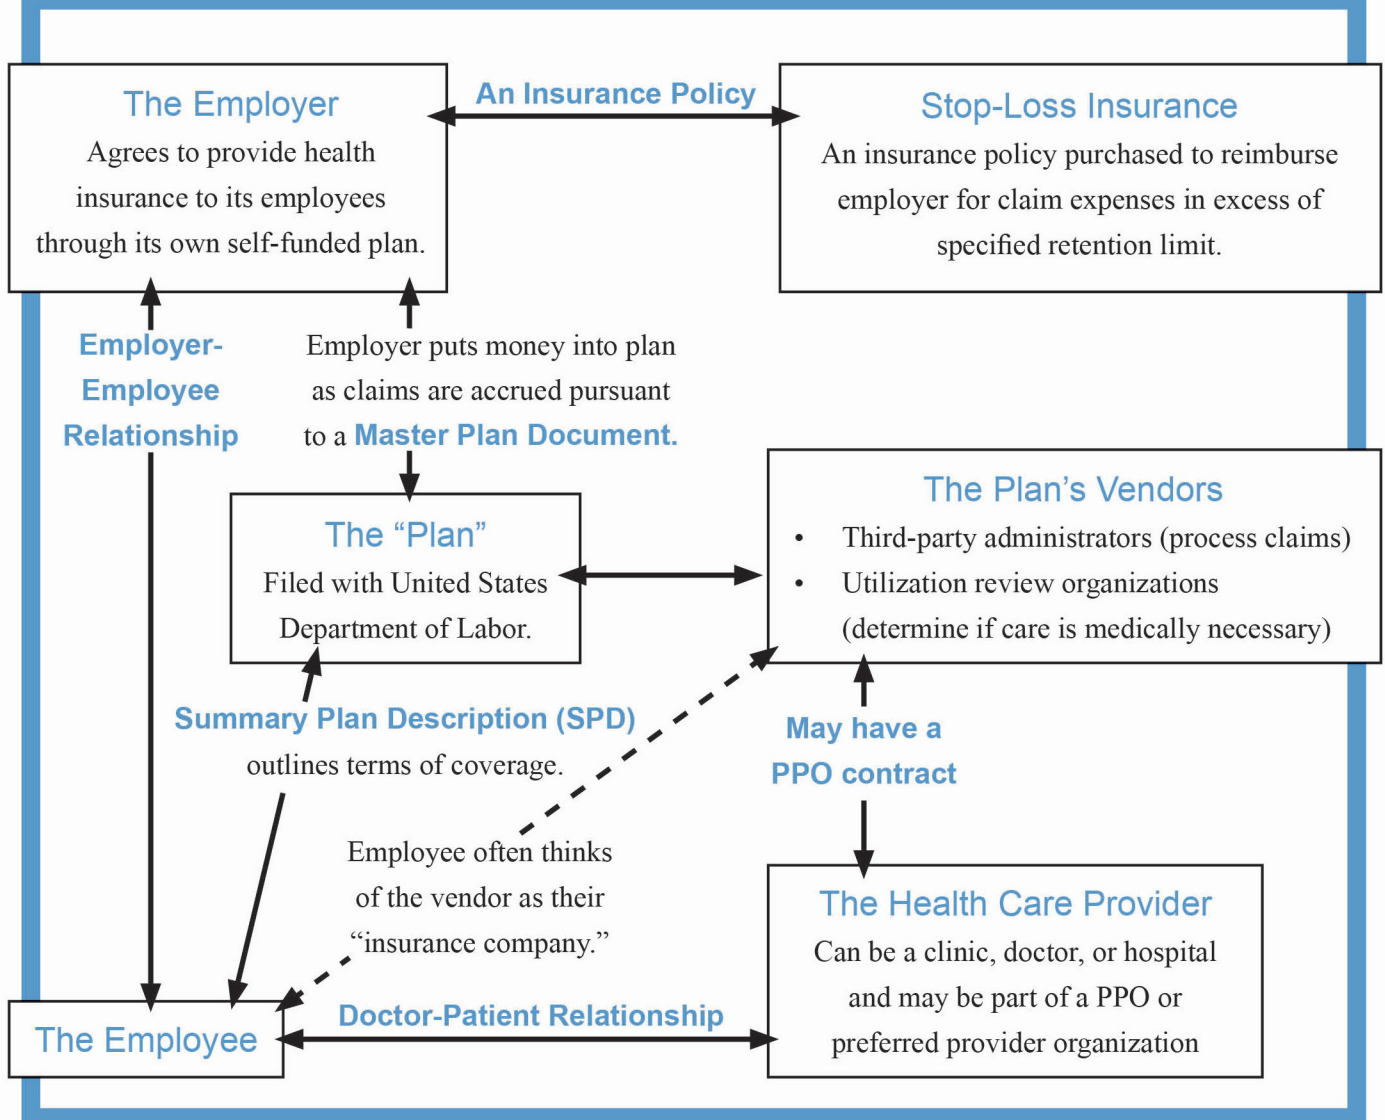 The Employer
Agrees to provide health
insurance to its employees
through its own self-funded plan.
An Insurance Policy
Stop-Loss Insurance
An insurance policy purchased to reimburse
employer for claim expenses in excess of
specified retention limit.
Employer-
Employee
Relationship
Employer puts money into plan
as claims are accrued pursuant
to a Master Plan Document.
The “Plan”
Filed with United States
Department of Labor.
The Plan’s Vendors
• Third-party administrators (process claims)
• Utilization review organizations
(determine if care is medically necessary)
Summary Plan Description (SPD)
outlines terms of coverage.
May have a
PPO contract
Employee often thinks
of the vendor as their
“insurance company.”
The Health Care Provider
Can be a clinic, doctor, or hospital
and may be part of a PPO or
preferred provider organization
The Employee
Doctor-Patient Relationship